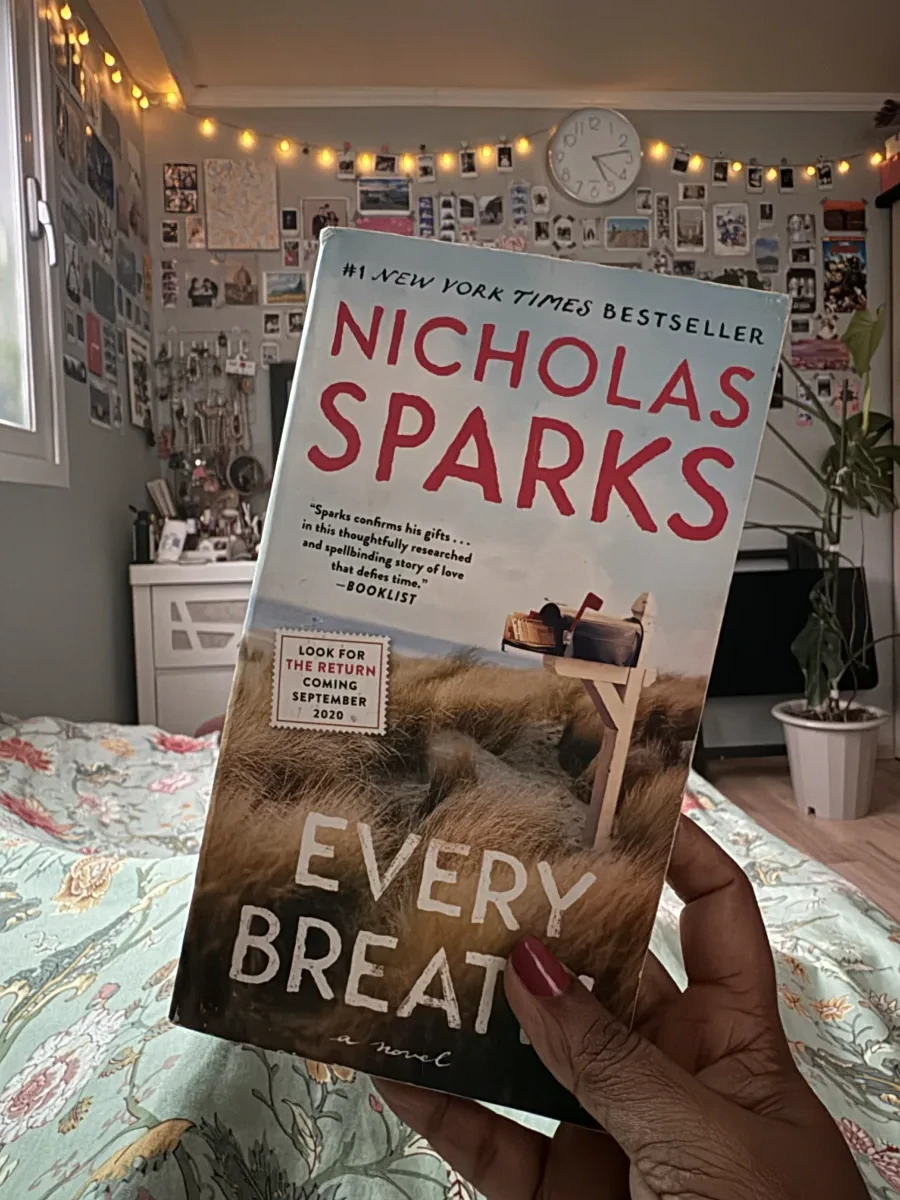 #1 NEW YORK TIMES BESTSELLER
NICHOLAS
SPARKS
"Sparks confirms his gifts . . .
in this thoughtfully researched
and spellbinding story of love
that defies time."
—BOOKLIST
LOOK FOR
THE RETURN
COMING
SEPTEMBER
2020
EVERY
BREAT
a novel